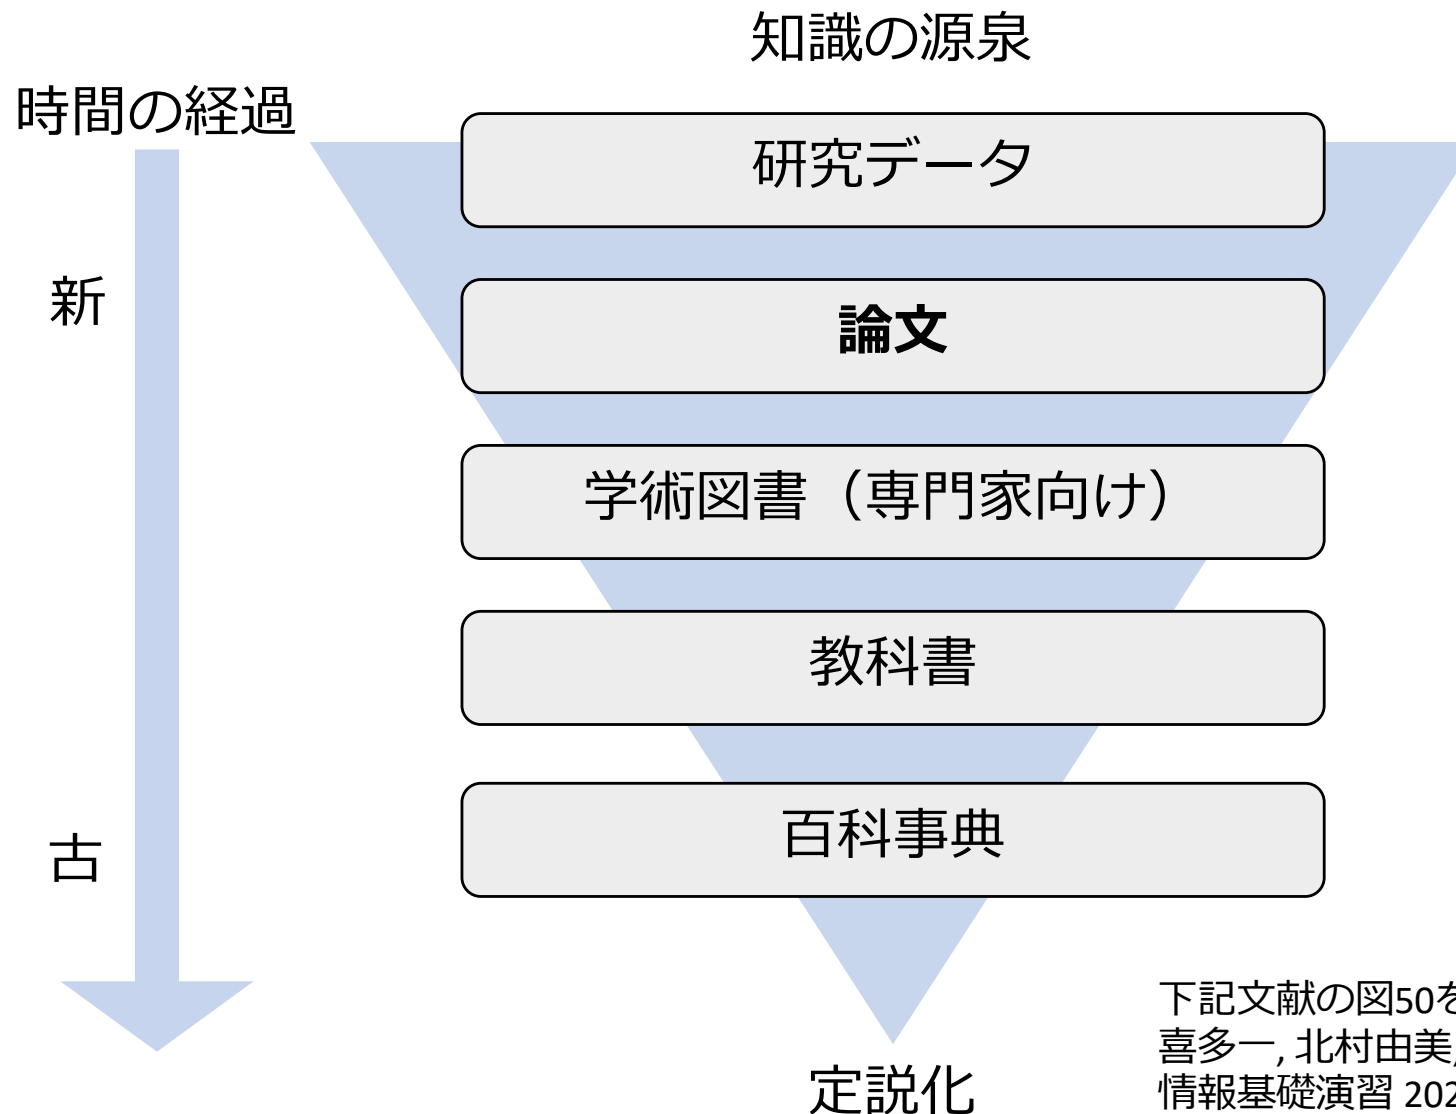 知識の源泉
時間の経過
研究データ
新
論文
学術図書（専門家向け）
教科書
百科事典
古
定説化
下記文献の図50を
喜多一, 北村由美,
情報基礎演習 202